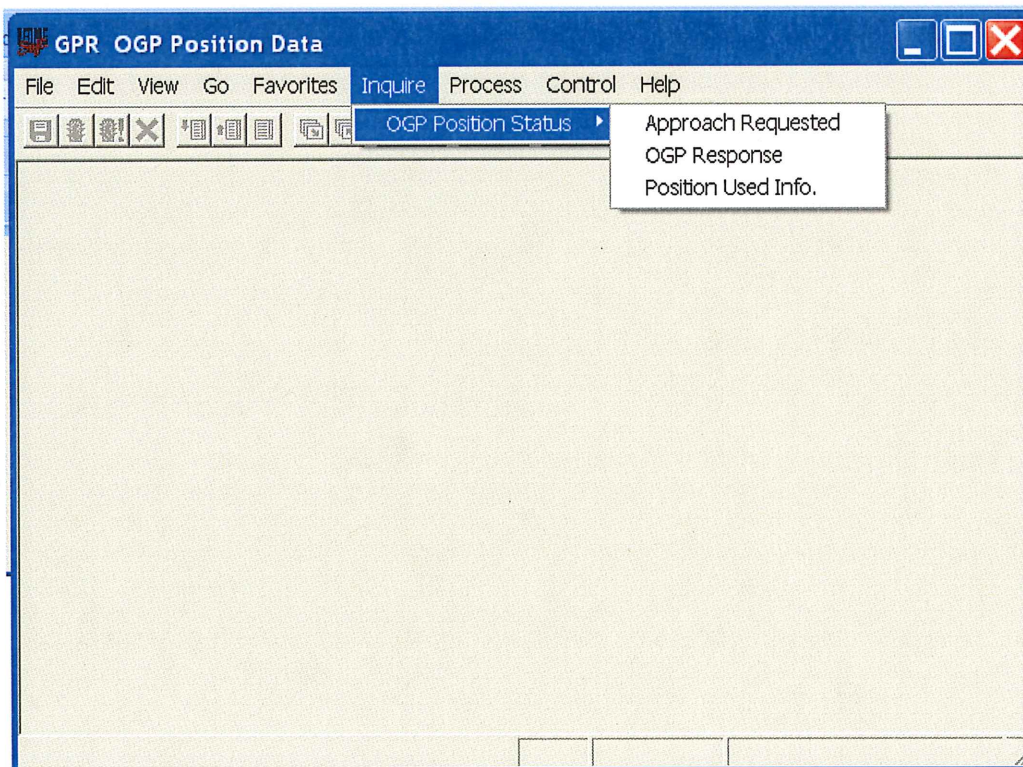 GPR OGP Position Data
File Edit View Go Favorites Inquire Process Control Help
OGP Position Status
Approach Requested
OGP Response
Position Used Info.